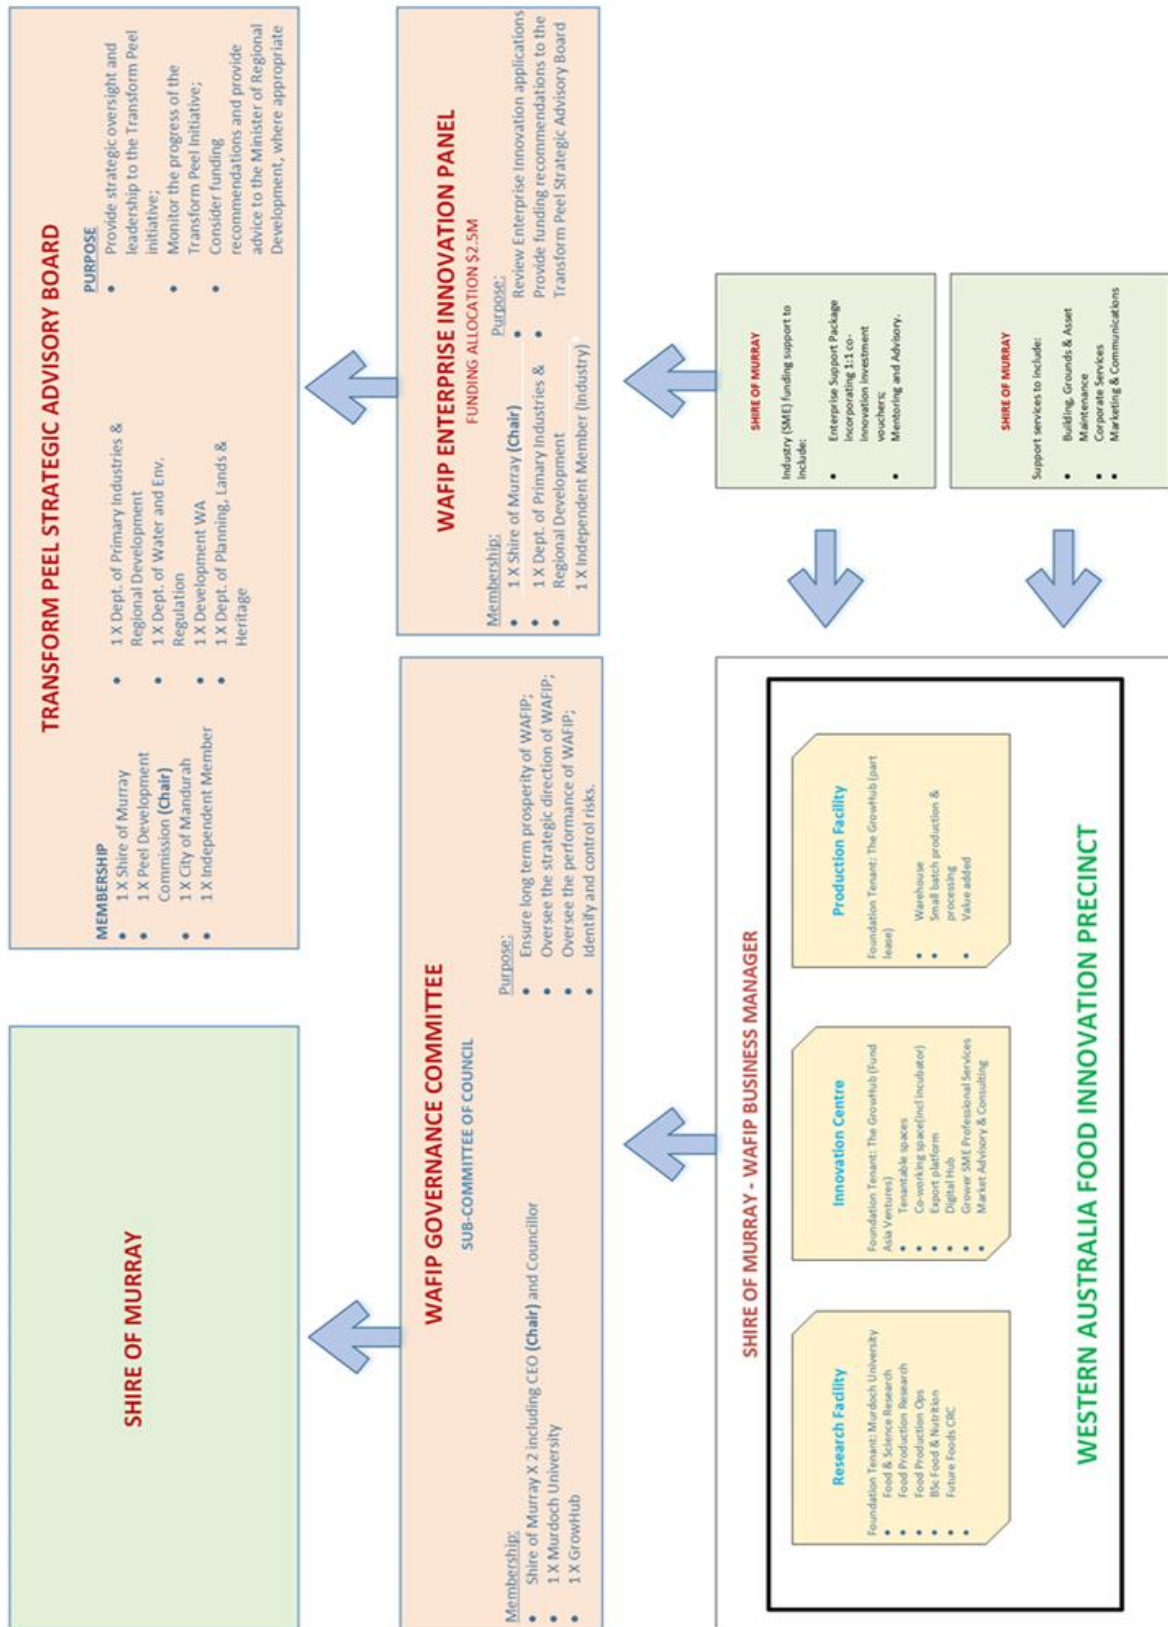 SHIRE OF MURRAY
TRANSFORM PEEL STRATEGIC ADVISORY BOARD
MEMBERSHIP
• 1 X Shire of Murray
• 1 X Peel Development
Commission (Chair)
• 1 X City of Mandurah
• 1 X Independent Member
• 1 X Dept. of Primary Industries &
Regional Development
• 1 X Dept. of Water and Env.
Regulation
• 1 X Development WA
• 1 X Dept. of Planning, Lands &
Heritage
PURPOSE
• Provide strategic oversight and
leadership to the Transform Peel
initiative;
• Monitor the progress of the
Transform Peel Initiative;
• Consider funding
recommendations and provide
advice to the Minister of Regional
Development, where appropriate
WAFIP GOVERNANCE COMMITTEE
SUB-COMMITTEE OF COUNCIL
Membership:
• Shire of Murray X 2 including CEO (Chair) and Councillor
• 1 X Murdoch University
• 1 X GrowHub
Purpose:
• Ensure long term prosperity of WAFIP;
• Oversee the strategic direction of WAFIP;
• Oversee the performance of WAFIP;
• Identify and control risks.
WAFIP ENTERPRISE INNOVATION PANEL
FUNDING ALLOCATION $2.5M
Membership:
• 1 X Shire of Murray (Chair)
• 1 X Dept. of Primary Industries &
Regional Development
• 1 X Independent Member (Industry)
Purpose:
• Review Enterprise Innovation applications
• Provide funding recommendations to the
Transform Peel Strategic Advisory Board
SHIRE OF MURRAY - WAFIP BUSINESS MANAGER
Research Facility
Foundation Tenant: Murdoch University
• Food & Science Research
• Food Production Research
• Food Production Ops
• BSc Food & Nutrition
• Future Foods CRC
•
Innovation Centre
Foundation Tenant: The GrowHub (Fund
Asia Ventures)
• Tenantable spaces
• Co-working space(incl incubator)
• Export platform
• Digital Hub
• Grower SME Professional Services
• Market Advisory & Consulting
Production Facility
Foundation Tenant: The GrowHub (part
lease)
• Warehouse
• Small batch production &
processing
• Value added
WESTERN AUSTRALIA FOOD INNOVATION PRECINCT
SHIRE OF MURRAY
Industry (SME) funding support to
include:
• Enterprise Support Package
incorporating 1:1 co-
innovation investment
vouchers;
• Mentoring and Advisory.
SHIRE OF MURRAY
Support services to include:
• Building, Grounds & Asset
Maintenance
• Corporate Services
• Marketing & Communications